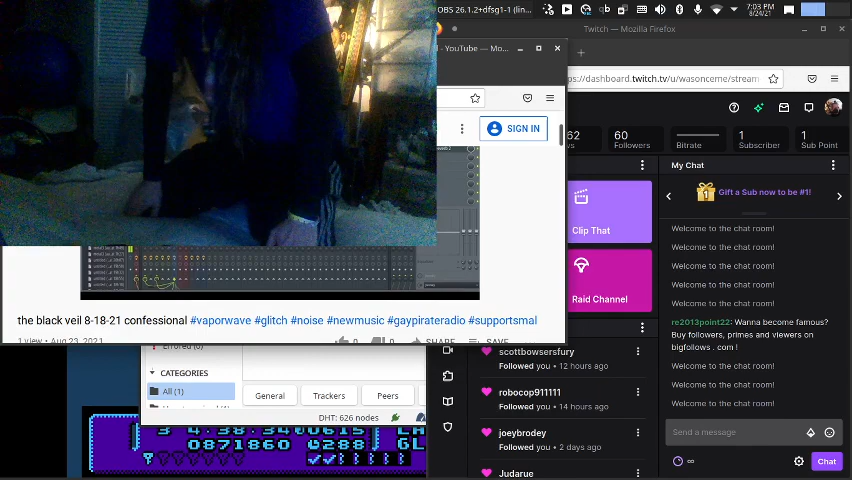 OBS 26.1.2+dfsg1-1 (lin...
7:03 PM
8/24/21
Twitch — Mozilla Firefox
- YouTube — Mo...
ps://dashboard.twitch.tv/u/wasonceme/stream
SIGN IN
62
60
Followers
Bitrate
1
Subscriber
1
Sub Point
My Chat
Gift a Sub now to be #1!
Clip That
Raid Channel
Welcome to the chat room!
Welcome to the chat room!
Welcome to the chat room!
Welcome to the chat room!
Welcome to the chat room!
re2013point22: Wanna become famous?
Buy followers, primes and viewers on
bigfollows . com !
Welcome to the chat room!
Welcome to the chat room!
Welcome to the chat room!
the black veil 8-18-21 confessional #vaporwave #glitch #noise #newmusic #gaypirateradio #supportsmal
1 view • Aug 23, 2021
0
0
SHARE
SAVE
Errored (0)
CATEGORIES
All (1)
General
Trackers
Peers
DHT: 626 nodes
scottbowsersfury
Followed you • 12 hours ago
robocop911111
Followed you • 14 hours ago
joeybrodey
Followed you • 2 days ago
Judarue
Send a message
Chat
0871860
288